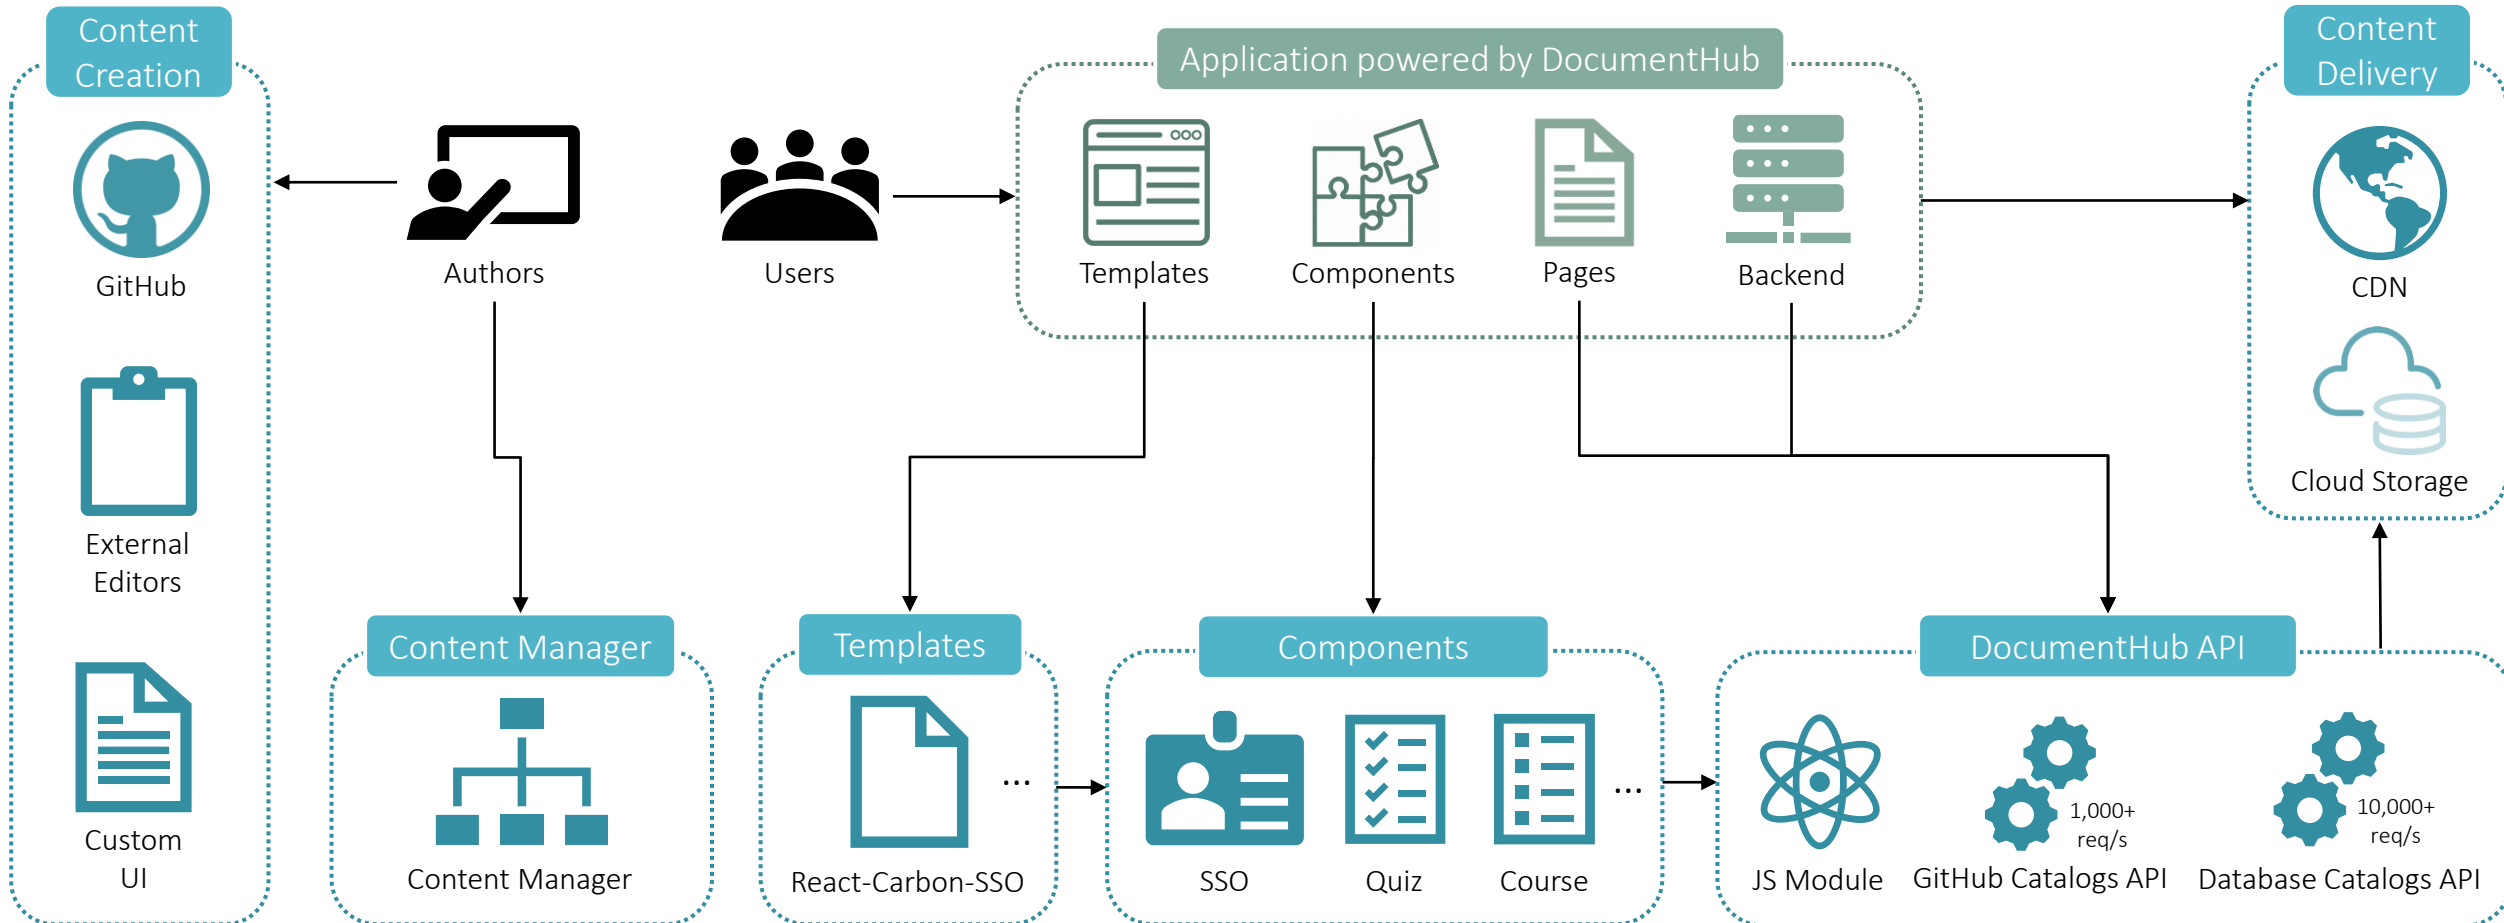 Content
Creation
GitHub
External
Editors
Custom
UI
Authors
Users
Application powered by DocumentHub
Templates
Components
Pages
Backend
Content
Delivery
CDN
Cloud Storage
Content Manager
Content Manager
Templates
React-Carbon-SSO
...
Components
SSO
Quiz
Course
...
DocumentHub API
JS Module
1,000+
req/s
GitHub Catalogs API
10,000+
req/s
Database Catalogs API